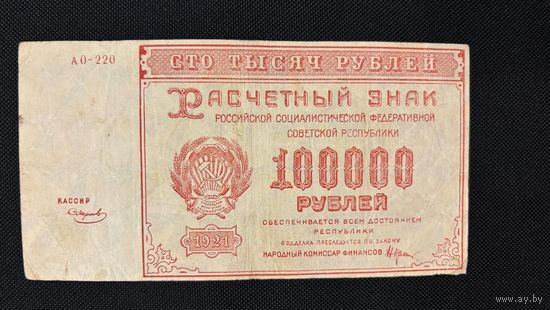 АО-220
СТО ТЫСЯЧ РУБЛЕЙ
РАСЧЕТНЫЙ ЗНАК
РОССИЙСКОЙ СОЦИАЛИСТИЧЕСКОЙ ФЕДЕРАТИВНОЙ
СОВЕТСКОЙ РЕСПУБЛИКИ
100000
РУБЛЕЙ
ОБЕСПЕЧИВАЕТСЯ ВСЕМ ДОСТОЯНИЕМ
РЕСПУБЛИКИ
ПОДДЕЛКА ПРЕСЛЕДУЕТСЯ ПО ЗАКОНУ
НАРОДНЫЙ КОМИССАР ФИНАНСОВ
КАССИР
1921
www.ay.by